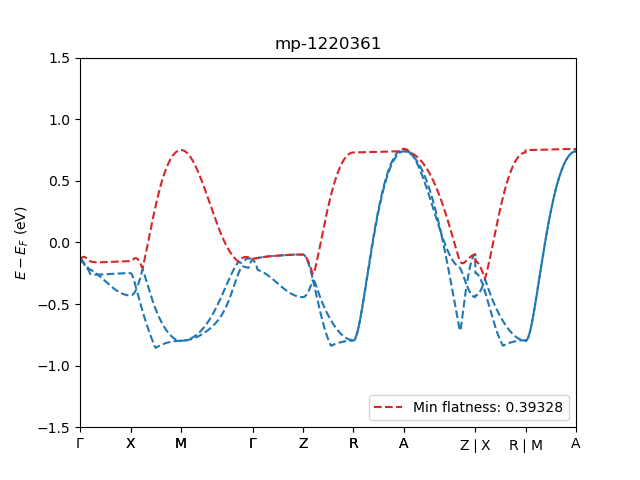 mp-1220361
1.5
1.0
0.5
0.0
−0.5
−1.0
−1.5
E − E_F (eV)
Min flatness: 0.39328
Γ X M Γ Z R A Z | X R | M A